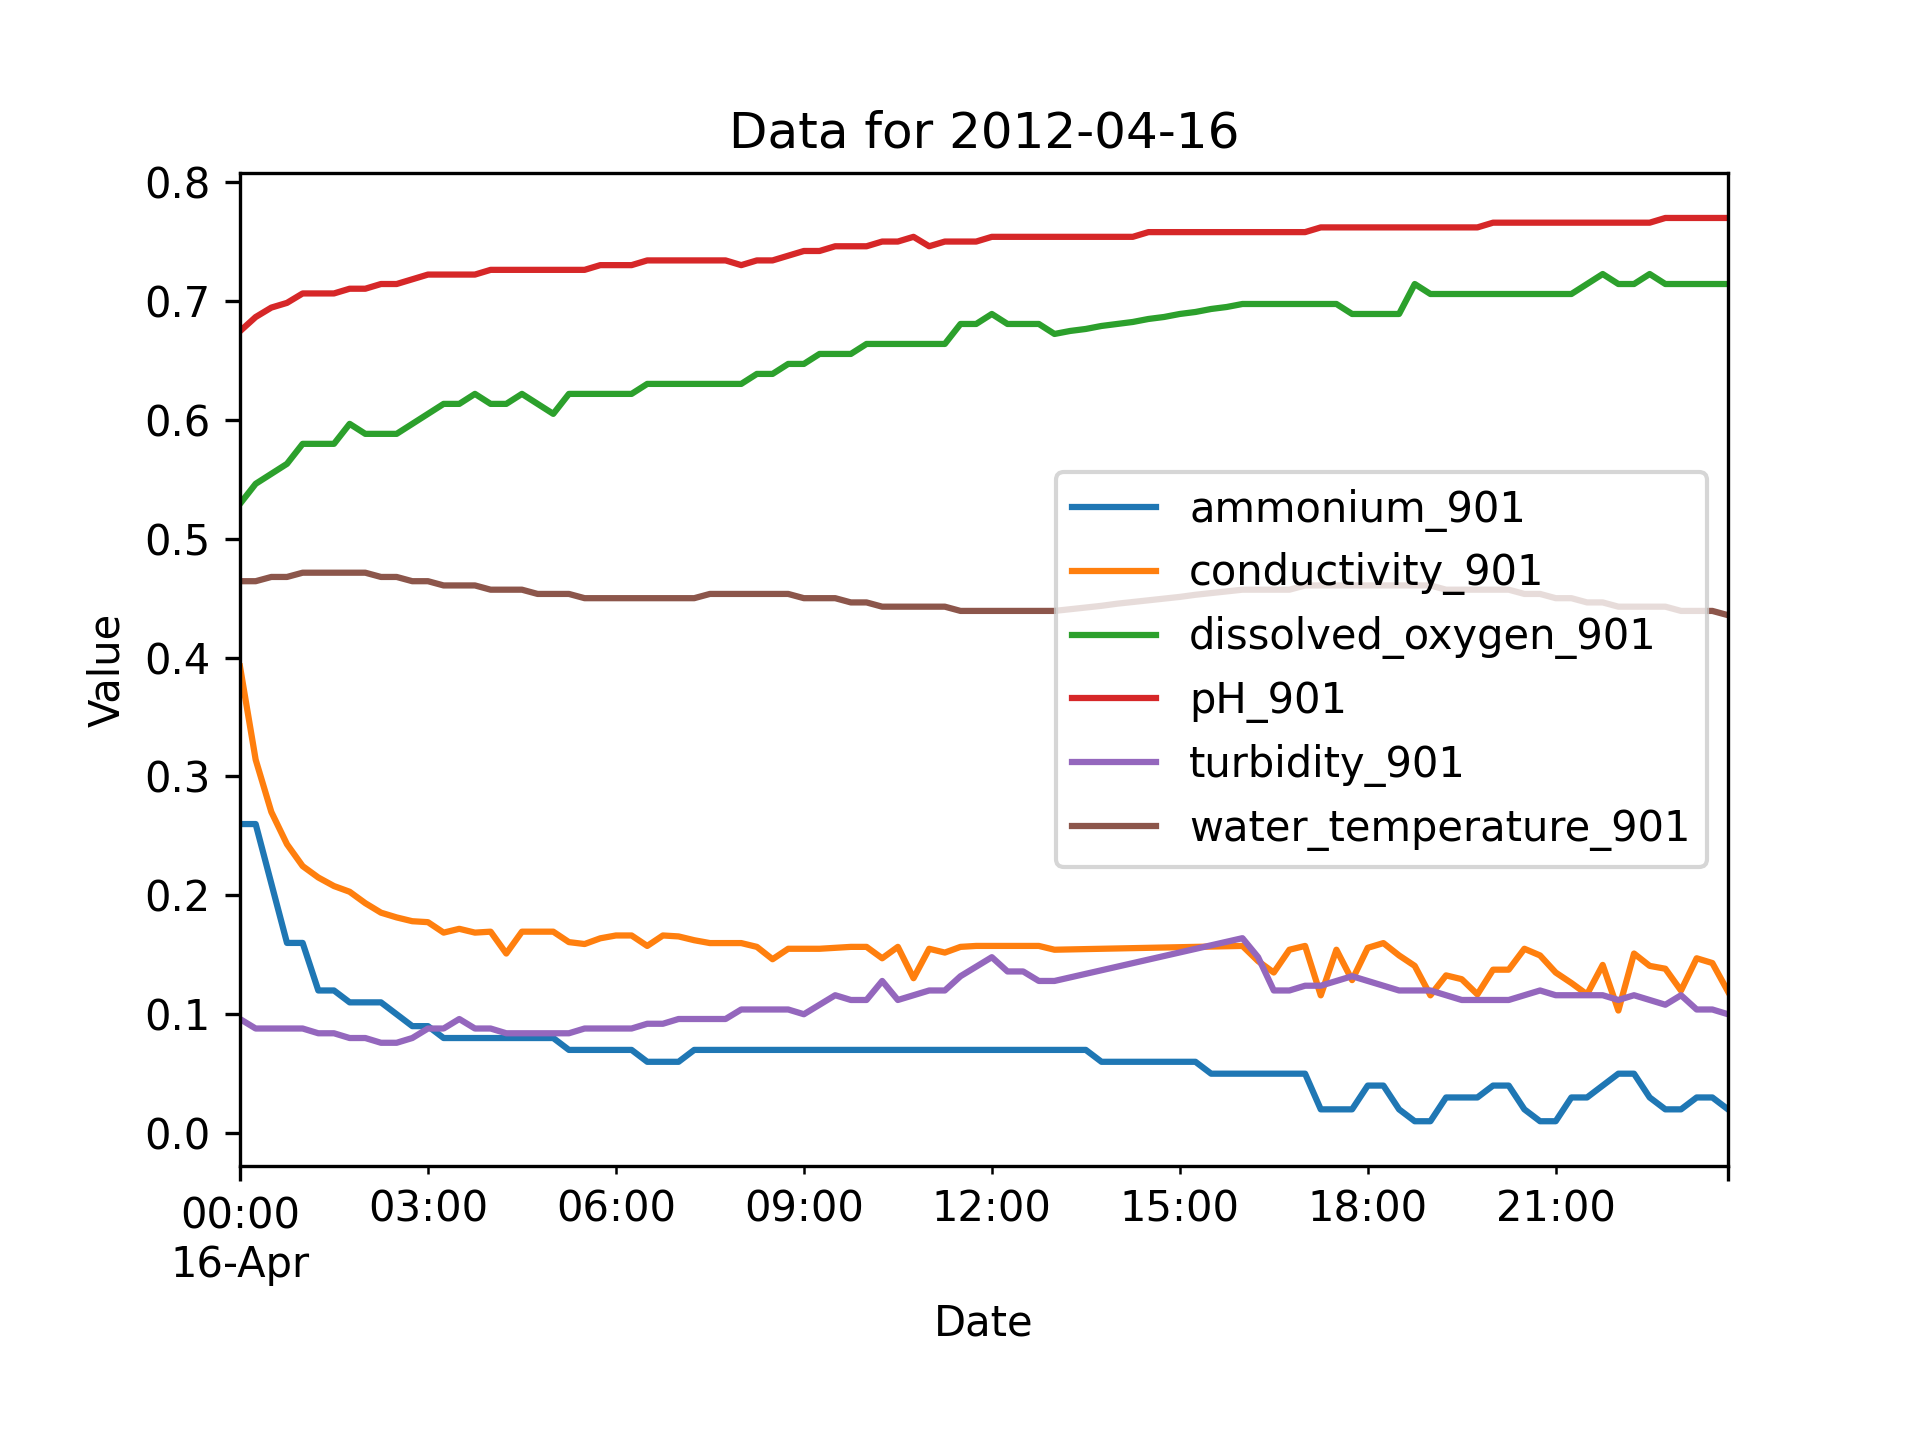 Data for 2012-04-16
0.8
0.7
0.6
0.5
0.4
0.3
0.2
0.1
0.0
Value
ammonium_901
conductivity_901
dissolved_oxygen_901
pH_901
turbidity_901
water_temperature_901
00:00 03:00 06:00 09:00 12:00 15:00 18:00 21:00
16-Apr
Date